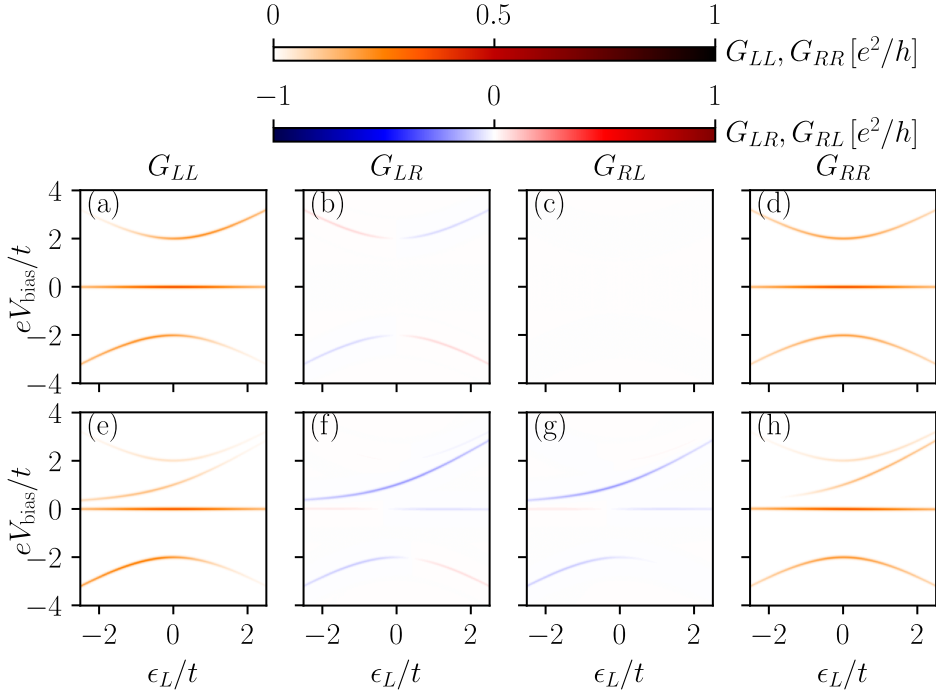 0 0.5 1
G_{LL}, G_{RR} [e^2/h]
−1 0 1
G_{LR}, G_{RL} [e^2/h]
G_{LL} G_{LR} G_{RL} G_{RR}
(a) (b) (c) (d)
4
2
0
−2
−4
eV_{bias}/t
(e) (f) (g) (h)
4
2
0
−2
−4
eV_{bias}/t
−2 0 2 −2 0 2 −2 0 2 −2 0 2
ϵ_L/t ϵ_L/t ϵ_L/t ϵ_L/t